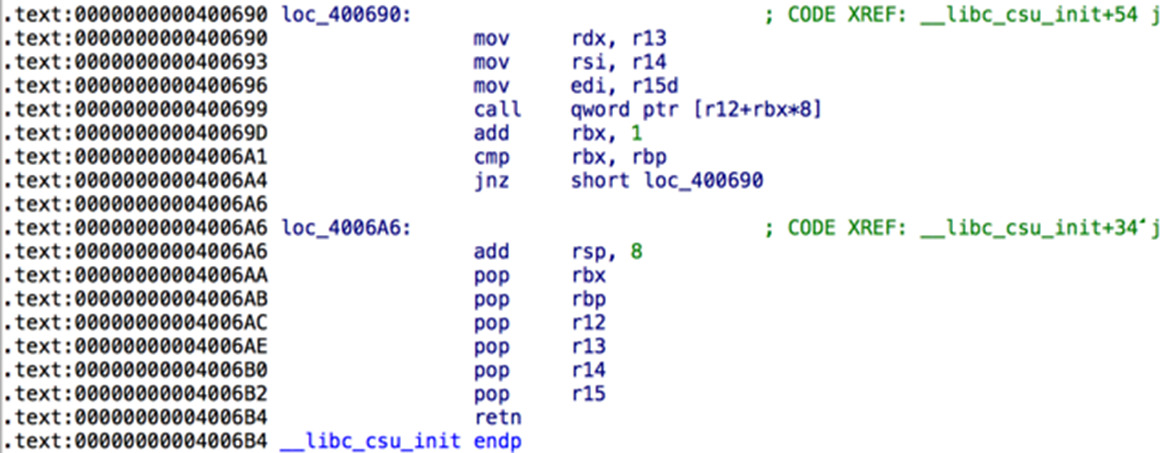 .text:0000000000400690 loc_400690: ; CODE XREF: __libc_csu_init+54 j
.text:0000000000400690 mov rdx, r13
.text:0000000000400693 mov rsi, r14
.text:0000000000400696 mov edi, r15d
.text:0000000000400699 call qword ptr [r12+rbx*8]
.text:000000000040069D add rbx, 1
.text:00000000004006A1 cmp rbx, rbp
.text:00000000004006A4 jnz short loc_400690
.text:00000000004006A6
.text:00000000004006A6 loc_4006A6: ; CODE XREF: __libc_csu_init+34↑j
.text:00000000004006A6 add rsp, 8
.text:00000000004006AA pop rbx
.text:00000000004006AB pop rbp
.text:00000000004006AC pop r12
.text:00000000004006AE pop r13
.text:00000000004006B0 pop r14
.text:00000000004006B2 pop r15
.text:00000000004006B4 retn
.text:00000000004006B4 __libc_csu_init endp